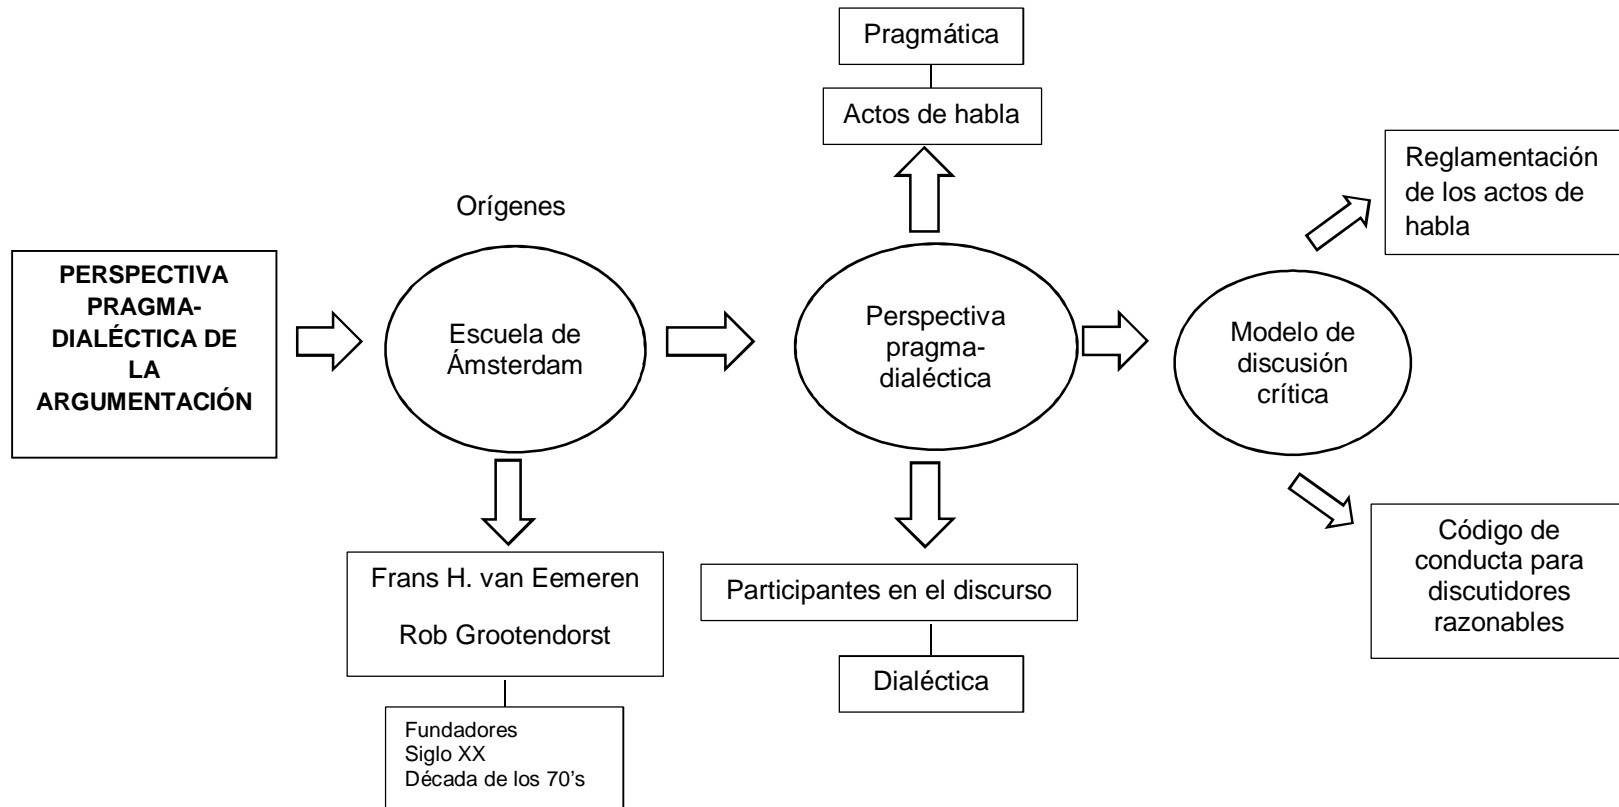 PERSPECTIVA
PRAGMA-
DIALÉCTICA DE
LA
ARGUMENTACIÓN
Orígenes
Escuela de
Ámsterdam
Frans H. van Eemeren
Rob Grootendorst
Fundadores
Siglo XX
Década de los 70's
Pragmática
Actos de habla
Perspectiva
pragma-
dialéctica
Participantes en el discurso
Dialéctica
Modelo de
discusión
crítica
Reglamentación
de los actos de
habla
Código de
conducta para
discutidores
razonables